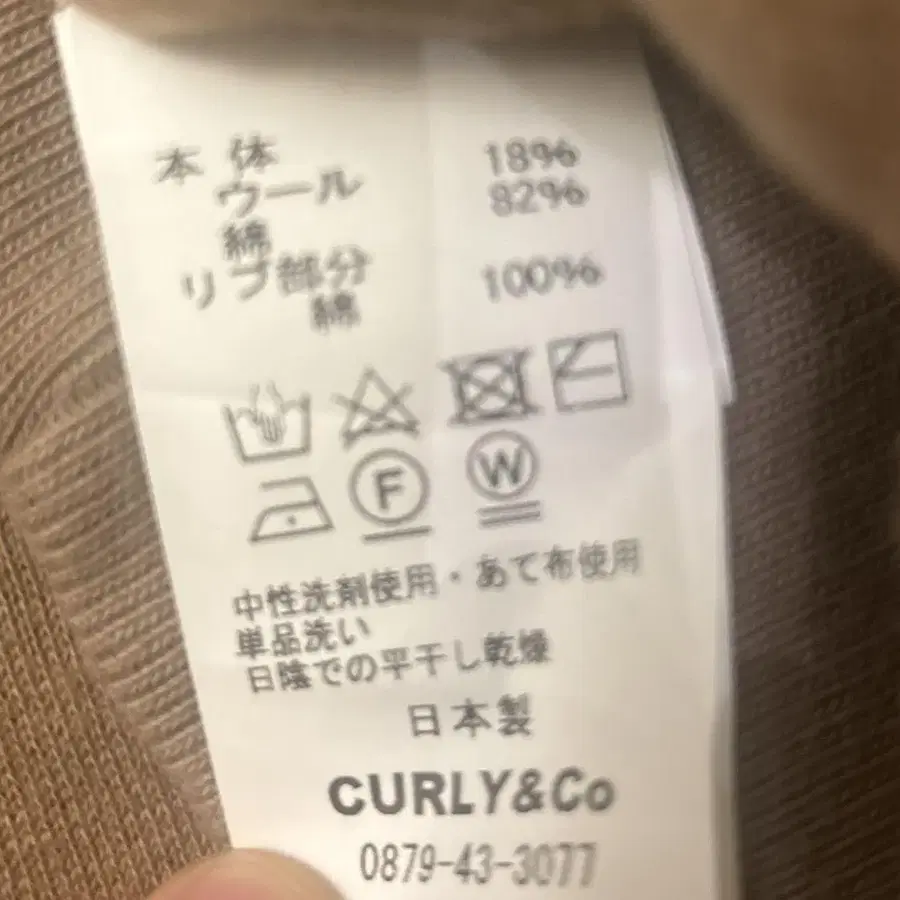 本体
ウール 18%
綿 82%
リブ部分
綿 100%
F W
中性洗剤使用・あて布使用
単品洗い
日陰での平干し乾燥
日本製
CURLY&Co
0879-43-3077